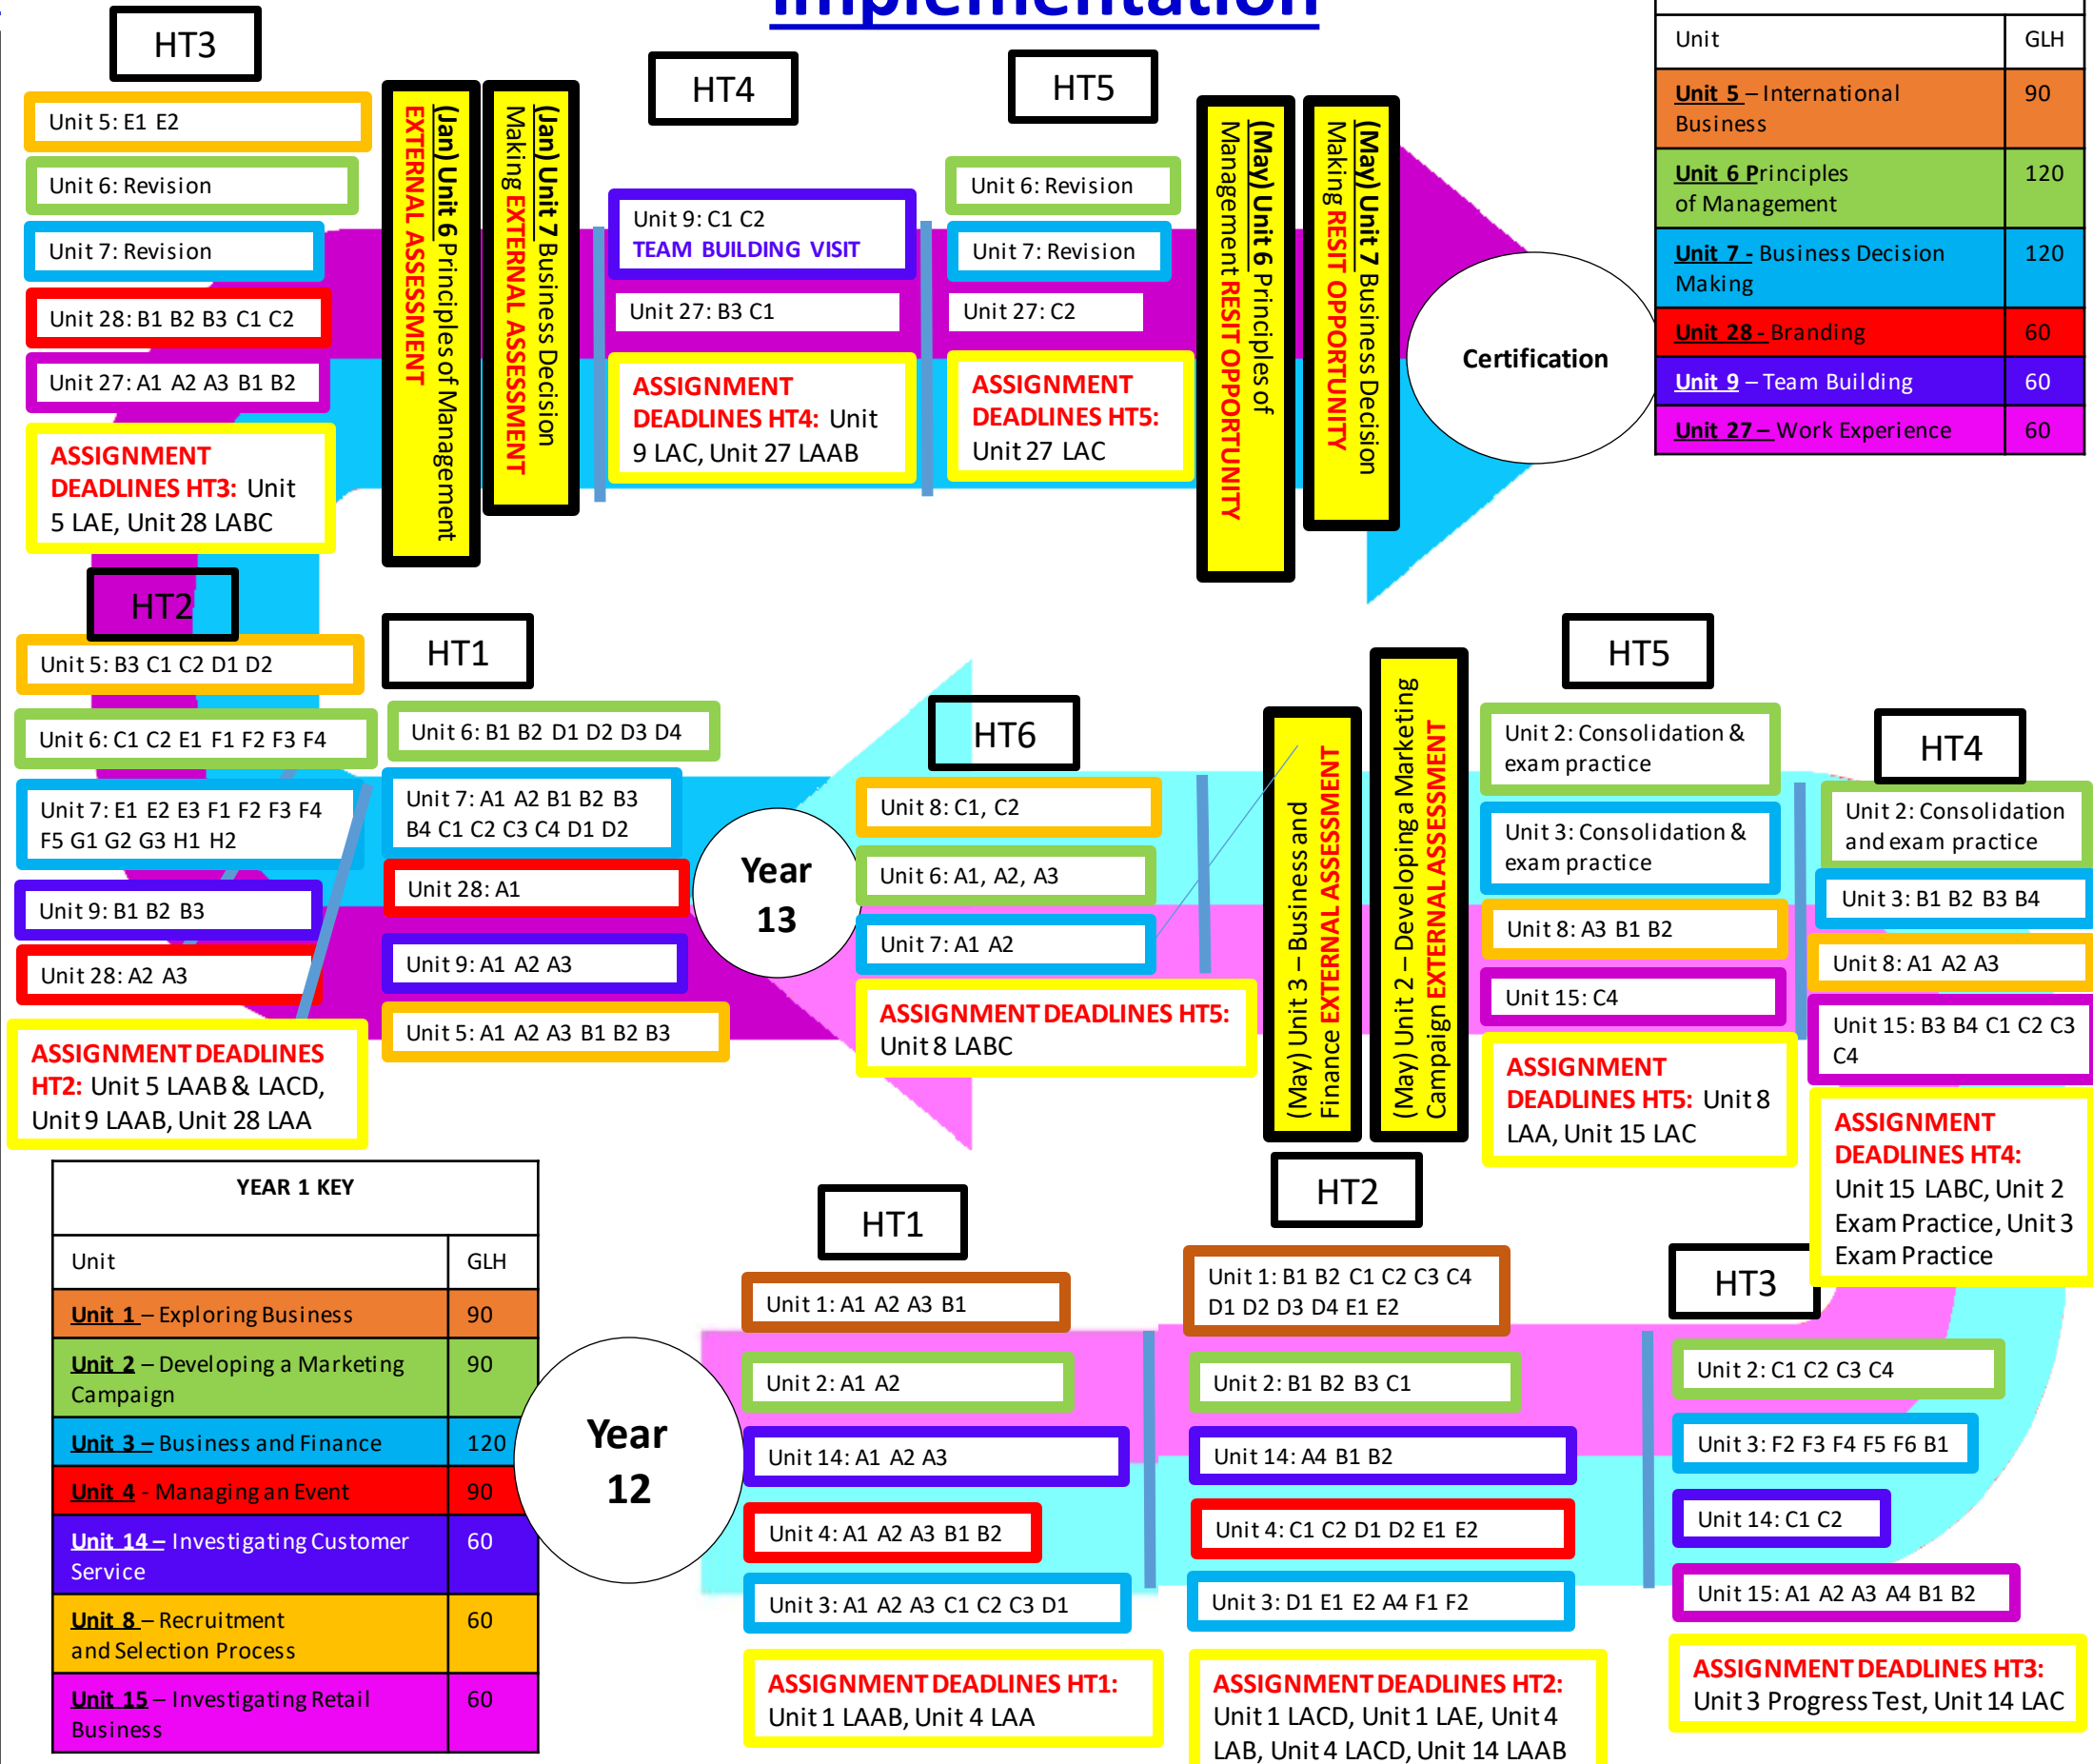 Implementation
HT3
Unit 5: E1 E2
Unit 6: Revision
Unit 7: Revision
Unit 28: B1 B2 B3 C1 C2
Unit 27: A1 A2 A3 B1 B2
ASSIGNMENT
DEADLINES HT3: Unit
5 LAE, Unit 28 LABC
(Jan) Unit 6 Principles of Management
EXTERNAL ASSESSMENT
(Jan) Unit 7 Business Decision
Making EXTERNAL ASSESSMENT
HT4
Unit 9: C1 C2
TEAM BUILDING VISIT
Unit 27: B3 C1
ASSIGNMENT
DEADLINES HT4: Unit
9 LAC, Unit 27 LAAB
HT5
Unit 6: Revision
Unit 7: Revision
Unit 27: C2
ASSIGNMENT
DEADLINES HT5:
Unit 27 LAC
(May) Unit 6 Principles of
Management RESIT OPPORTUNITY
(May) Unit 7 Business Decision
Making RESIT OPPORTUNITY
Certification
Unit GLH
Unit 5 – International 90
Business
Unit 6 Principles 120
of Management
Unit 7 - Business Decision 120
Making
Unit 28 - Branding 60
Unit 9 – Team Building 60
Unit 27 – Work Experience 60
HT2
Unit 5: B3 C1 C2 D1 D2
Unit 6: C1 C2 E1 F1 F2 F3 F4
Unit 7: E1 E2 E3 F1 F2 F3 F4
F5 G1 G2 G3 H1 H2
Unit 9: B1 B2 B3
Unit 28: A2 A3
ASSIGNMENT DEADLINES
HT2: Unit 5 LAAB & LACD,
Unit 9 LAAB, Unit 28 LAA
HT1
Unit 6: B1 B2 D1 D2 D3 D4
Unit 7: A1 A2 B1 B2 B3
B4 C1 C2 C3 C4 D1 D2
Unit 28: A1
Unit 9: A1 A2 A3
Unit 5: A1 A2 A3 B1 B2 B3
Year
13
HT6
Unit 8: C1, C2
Unit 6: A1, A2, A3
Unit 7: A1 A2
ASSIGNMENT DEADLINES HT5:
Unit 8 LABC
(May) Unit 3 – Business and
Finance EXTERNAL ASSESSMENT
(May) Unit 2 – Developing a Marketing
Campaign EXTERNAL ASSESSMENT
HT5
Unit 2: Consolidation &
exam practice
Unit 3: Consolidation &
exam practice
Unit 8: A3 B1 B2
Unit 15: C4
ASSIGNMENT
DEADLINES HT5: Unit 8
LAA, Unit 15 LAC
HT4
Unit 2: Consolidation
and exam practice
Unit 3: B1 B2 B3 B4
Unit 8: A1 A2 A3
Unit 15: B3 B4 C1 C2 C3
C4
ASSIGNMENT
DEADLINES HT4:
Unit 15 LABC, Unit 2
Exam Practice, Unit 3
Exam Practice
YEAR 1 KEY
Unit GLH
Unit 1 – Exploring Business 90
Unit 2 – Developing a Marketing 90
Campaign
Unit 3 – Business and Finance 120
Unit 4 - Managing an Event 90
Unit 14 – Investigating Customer 60
Service
Unit 8 – Recruitment 60
and Selection Process
Unit 15 – Investigating Retail 60
Business
Year
12
HT1
Unit 1: A1 A2 A3 B1
Unit 2: A1 A2
Unit 14: A1 A2 A3
Unit 4: A1 A2 A3 B1 B2
Unit 3: A1 A2 A3 C1 C2 C3 D1
ASSIGNMENT DEADLINES HT1:
Unit 1 LAAB, Unit 4 LAA
HT2
Unit 1: B1 B2 C1 C2 C3 C4
D1 D2 D3 D4 E1 E2
Unit 2: B1 B2 B3 C1
Unit 14: A4 B1 B2
Unit 4: C1 C2 D1 D2 E1 E2
Unit 3: D1 E1 E2 A4 F1 F2
ASSIGNMENT DEADLINES HT2:
Unit 1 LACD, Unit 1 LAE, Unit 4
LAB, Unit 4 LACD, Unit 14 LAAB
HT3
Unit 2: C1 C2 C3 C4
Unit 3: F2 F3 F4 F5 F6 B1
Unit 14: C1 C2
Unit 15: A1 A2 A3 A4 B1 B2
ASSIGNMENT DEADLINES HT3:
Unit 3 Progress Test, Unit 14 LAC